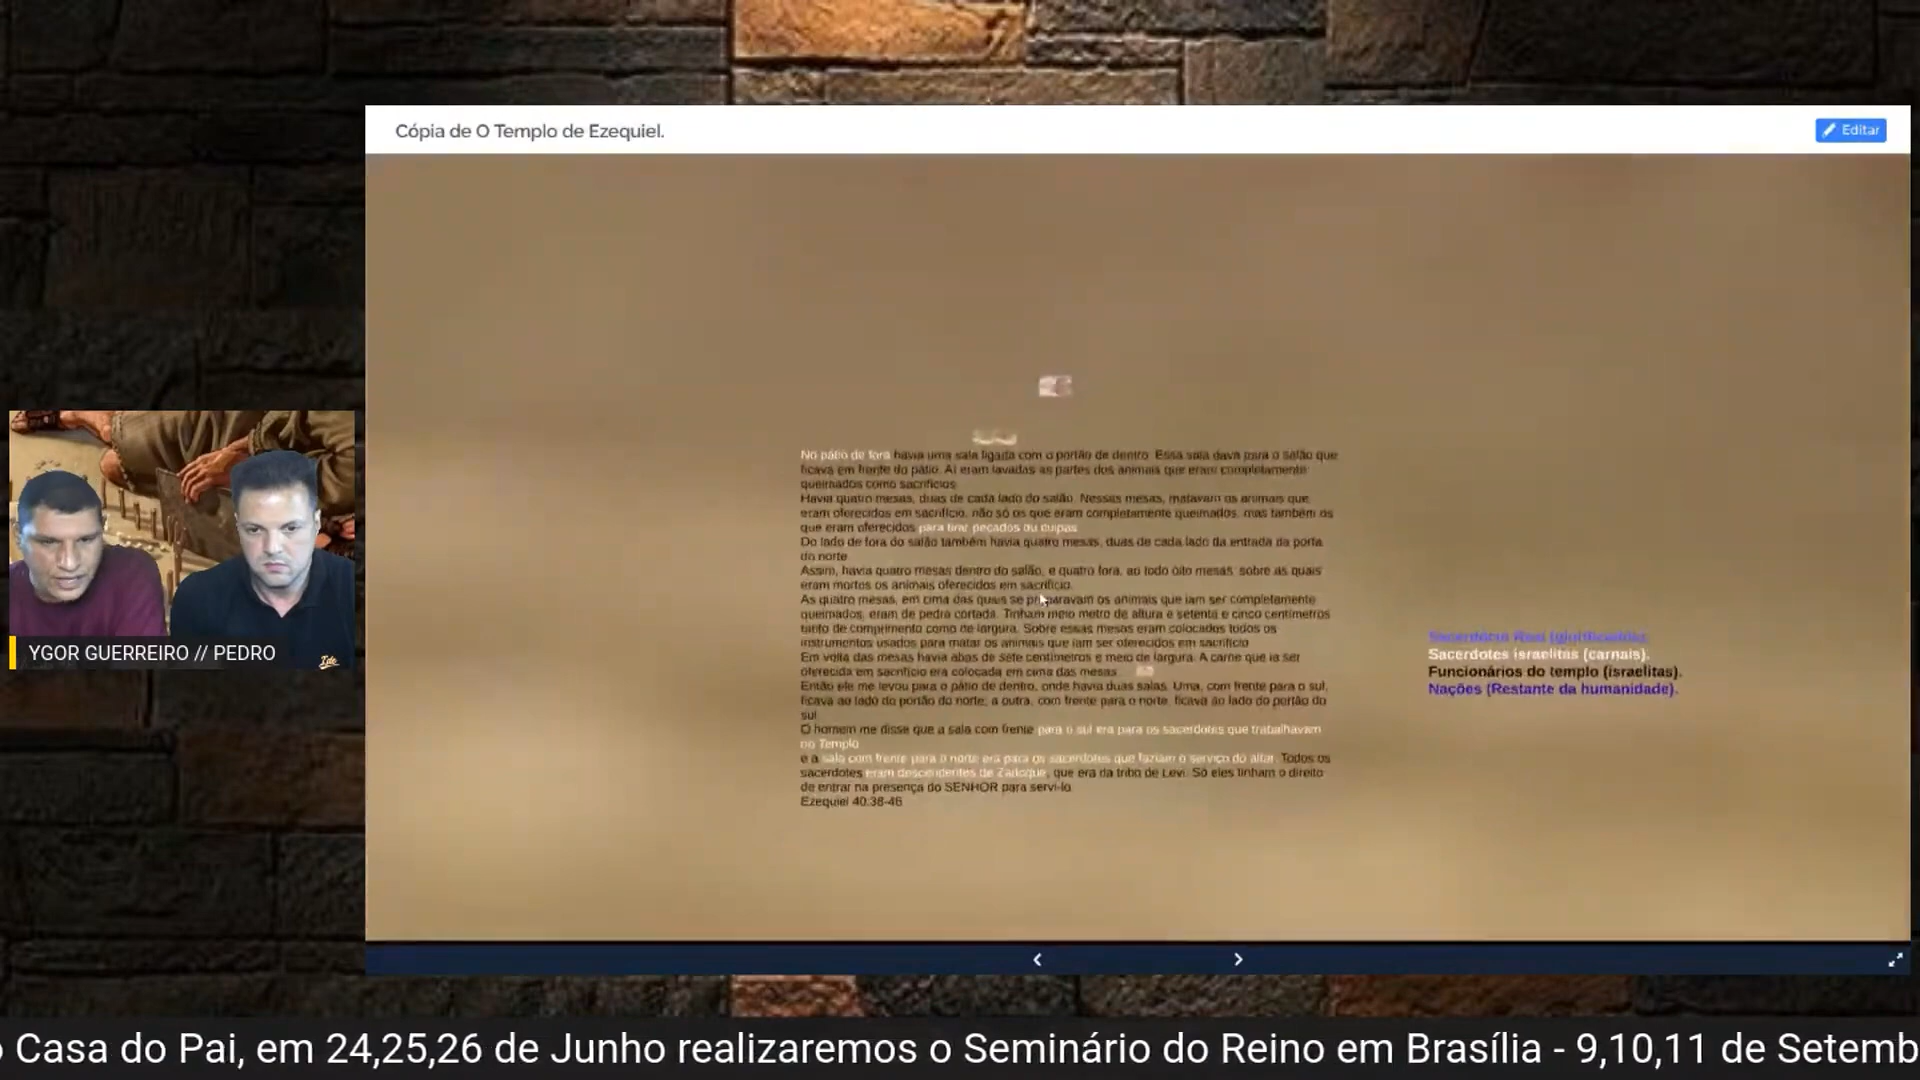 Cópia de O Templo de Ezequiel.
Editar
No pátio de fora havia uma sala ligada com o portão de dentro. Essa sala dava para o salão que
ficava em frente do pátio. Aí eram lavadas as partes dos animais que eram completamente
queimados como sacrifícios.
Havia quatro mesas, duas de cada lado do salão. Nessas mesas, matavam os animais que
eram oferecidos em sacrifício, não só os que eram completamente queimados, mas também os
que eram oferecidos para tirar pecados ou culpas.
Do lado de fora do salão também havia quatro mesas, duas de cada lado da entrada da porta
do norte.
Assim, havia quatro mesas dentro do salão, e quatro fora, ao todo oito mesas, sobre as quais
eram mortos os animais oferecidos em sacrifício.
As quatro mesas, em cima das quais se preparavam os animais que iam ser completamente
queimados, eram de pedra cortada. Tinham meio metro de altura e setenta e cinco centímetros
tanto de comprimento como de largura. Sobre essas mesas eram colocados todos os
instrumentos usados para matar os animais que iam ser oferecidos em sacrifício.
Em volta das mesas havia abas de sete centímetros e meio de largura. A carne que ia ser
oferecida em sacrifício era colocada em cima das mesas.
Então ele me levou para o pátio de dentro, onde havia duas salas. Uma, com frente para o sul,
ficava ao lado do portão do norte; a outra, com frente para o norte, ficava ao lado do portão do
sul.
O homem me disse que a sala com frente para o sul era para os sacerdotes que trabalhavam
no Templo
e a sala com frente para o norte era para os sacerdotes que faziam o serviço do altar. Todos os
sacerdotes eram descendentes de Zadoque, que era da tribo de Levi. Só eles tinham o direito
de entrar na presença do SENHOR para servi-lo.
Ezequiel 40:38-46
Sacerdócio Real (glorificados).
Sacerdotes israelitas (carnais).
Funcionários do templo (israelitas).
Nações (Restante da humanidade).
YGOR GUERREIRO // PEDRO
o Casa do Pai, em 24,25,26 de Junho realizaremos o Seminário do Reino em Brasília - 9,10,11 de Setemb